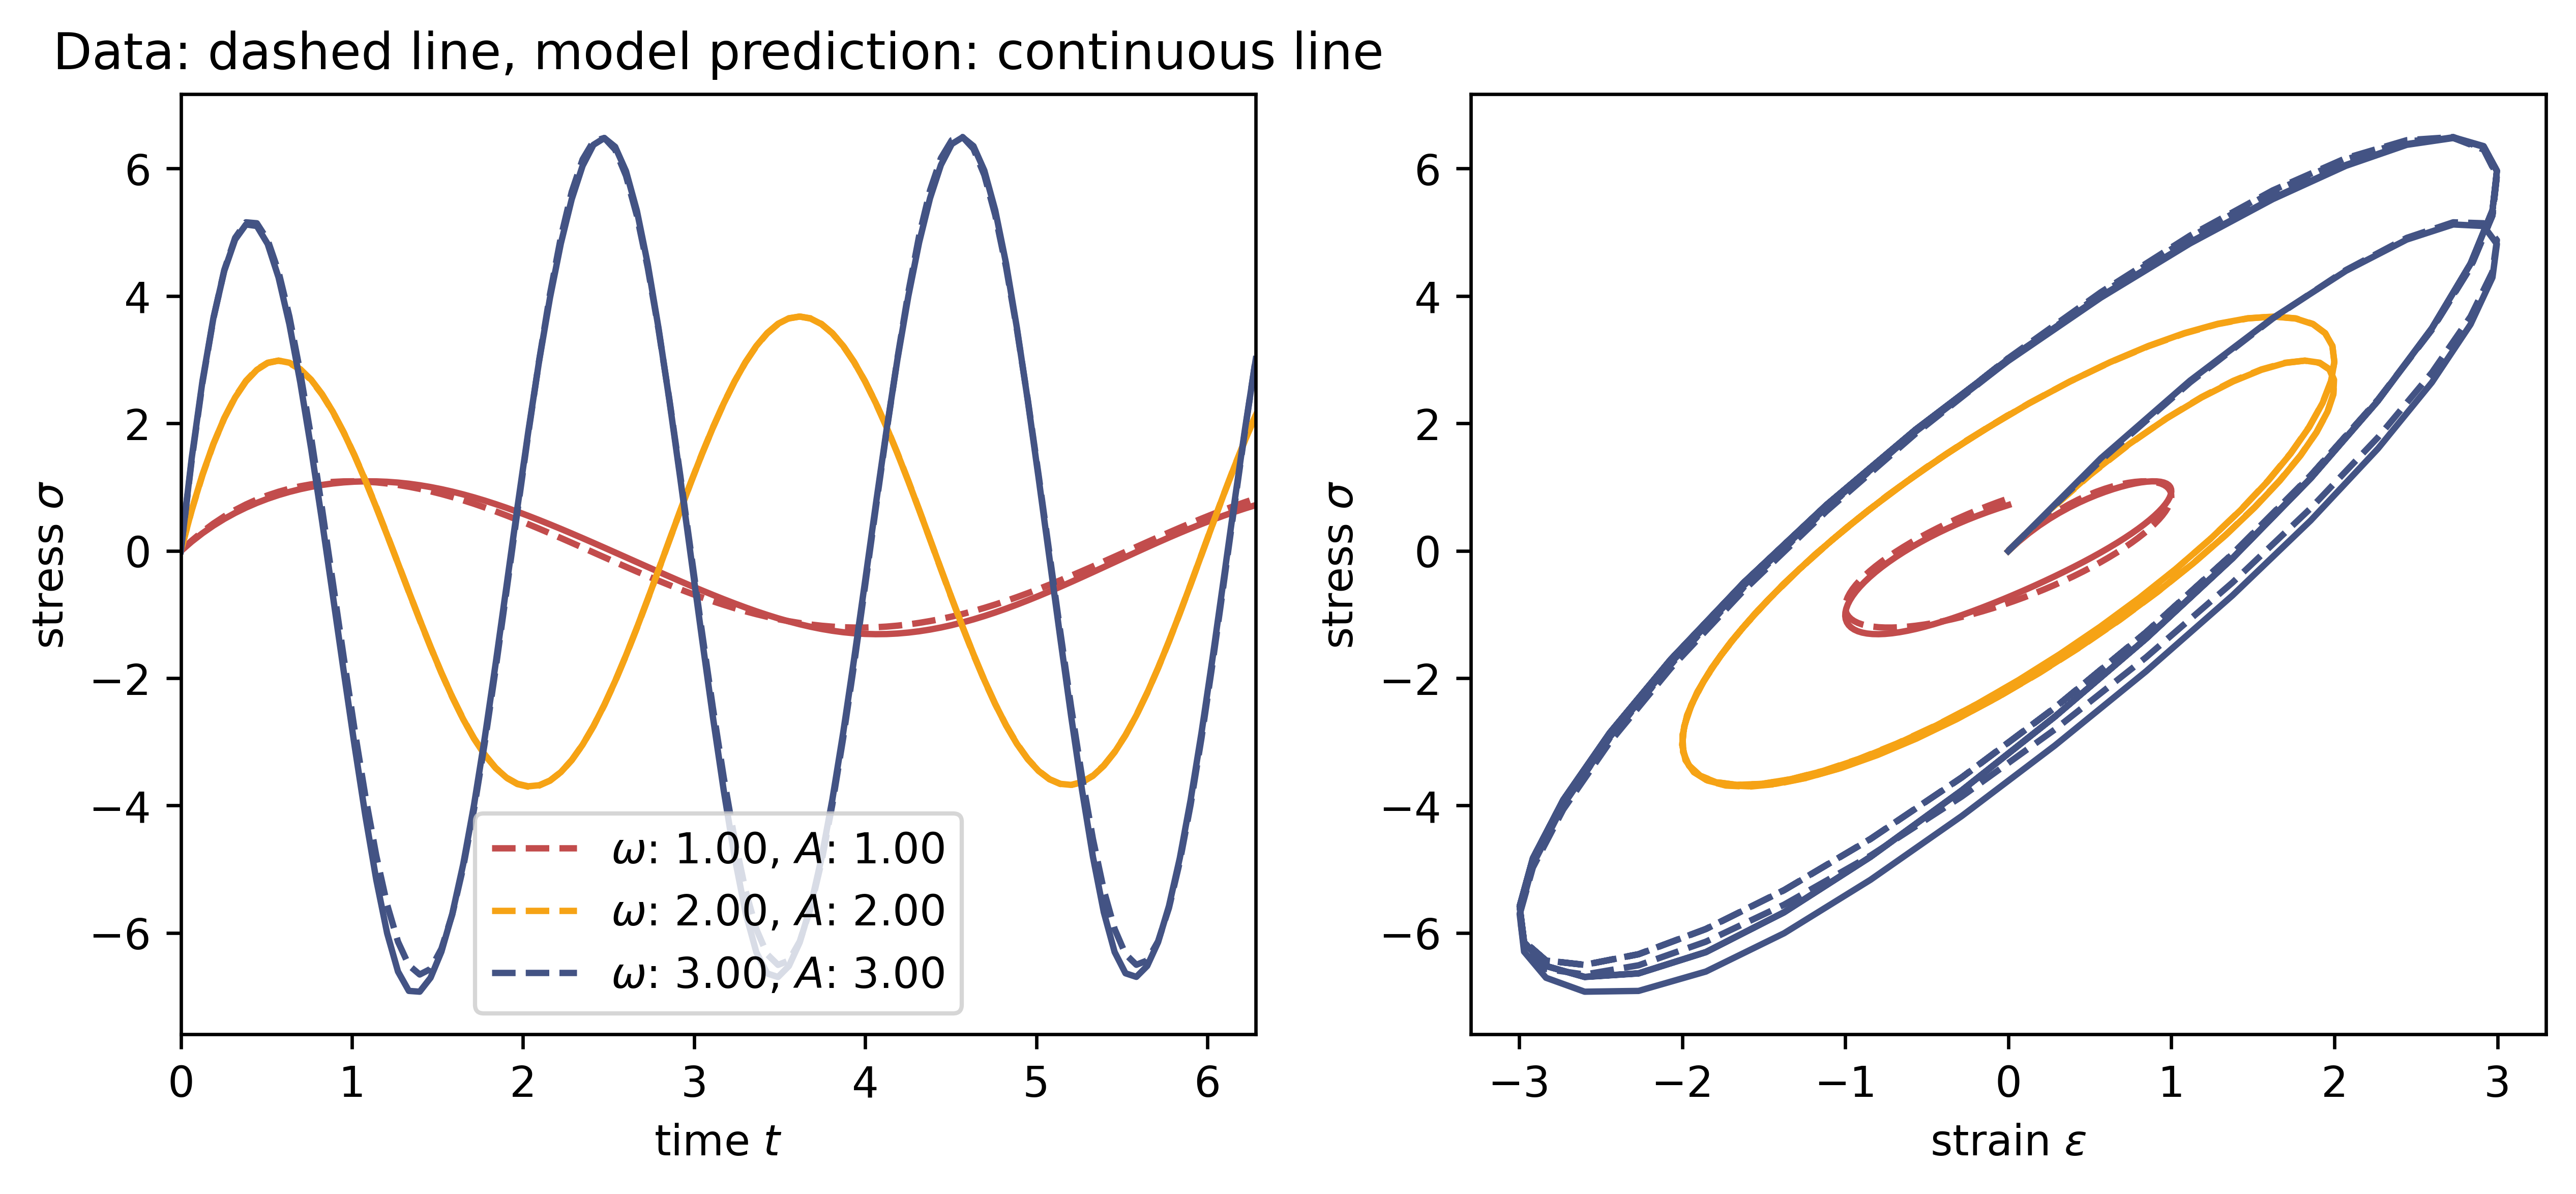 Data: dashed line, model prediction: continuous line
stress σ
6
4
2
0
−2
−4
−6
ω: 1.00, A: 1.00
ω: 2.00, A: 2.00
ω: 3.00, A: 3.00
0 1 2 3 4 5 6
time t
stress σ
6
4
2
0
−2
−4
−6
−3 −2 −1 0 1 2 3
strain ε